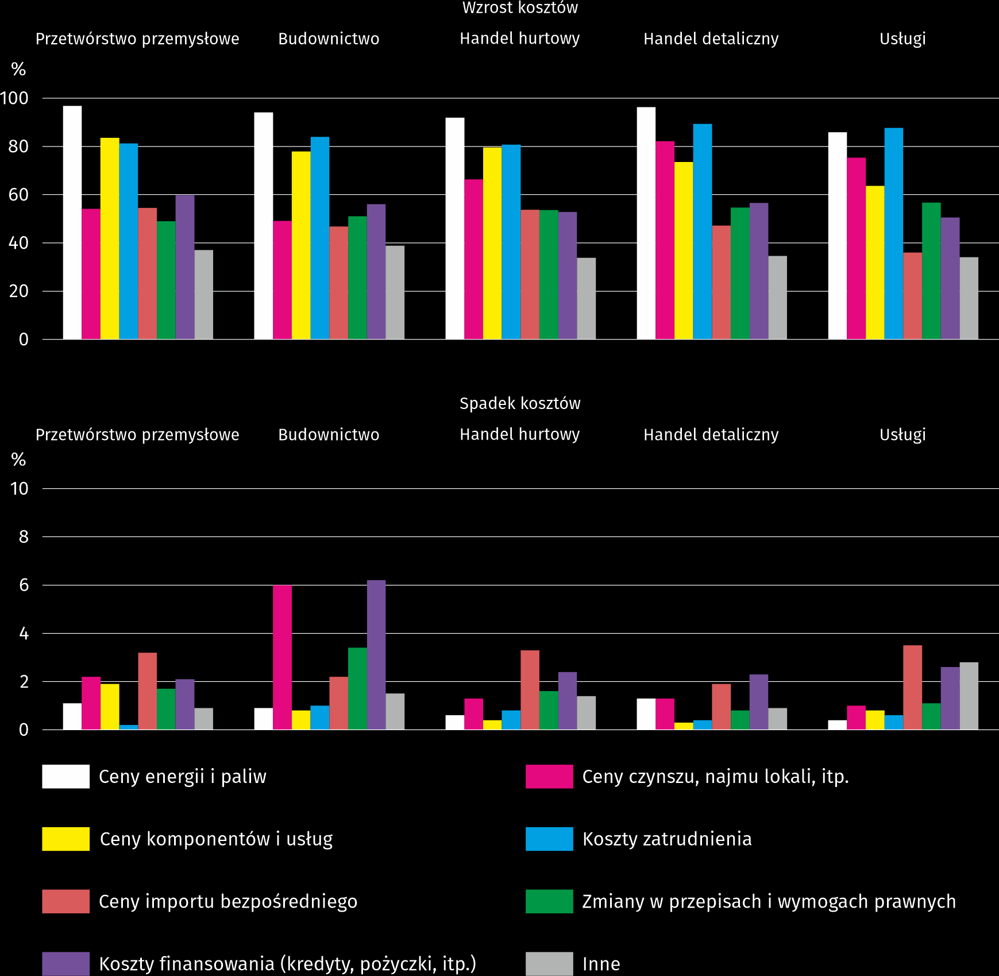 Wzrost kosztów
Przetwórstwo przemysłowe Budownictwo Handel hurtowy Handel detaliczny Usługi
%
100
80
60
40
20
0
Spadek kosztów
Przetwórstwo przemysłowe Budownictwo Handel hurtowy Handel detaliczny Usługi
%
10
8
6
4
2
0
Ceny energii i paliw Ceny czynszu, najmu lokali, itp.
Ceny komponentów i usług Koszty zatrudnienia
Ceny importu bezpośredniego Zmiany w przepisach i wymogach prawnych
Koszty finansowania (kredyty, pożyczki, itp.) Inne